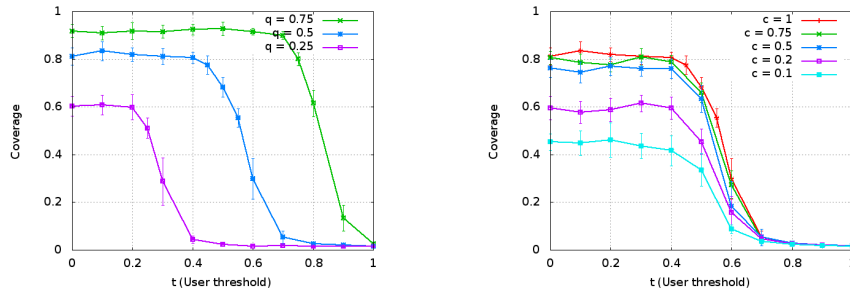 1
0.8
0.6
0.4
0.2
0
0 0.2 0.4 0.6 0.8 1
Coverage
t (User threshold)
q = 0.75
q = 0.5
q = 0.25
1
0.8
0.6
0.4
0.2
0
0 0.2 0.4 0.6 0.8 1
Coverage
t (User threshold)
c = 1
c = 0.75
c = 0.5
c = 0.2
c = 0.1